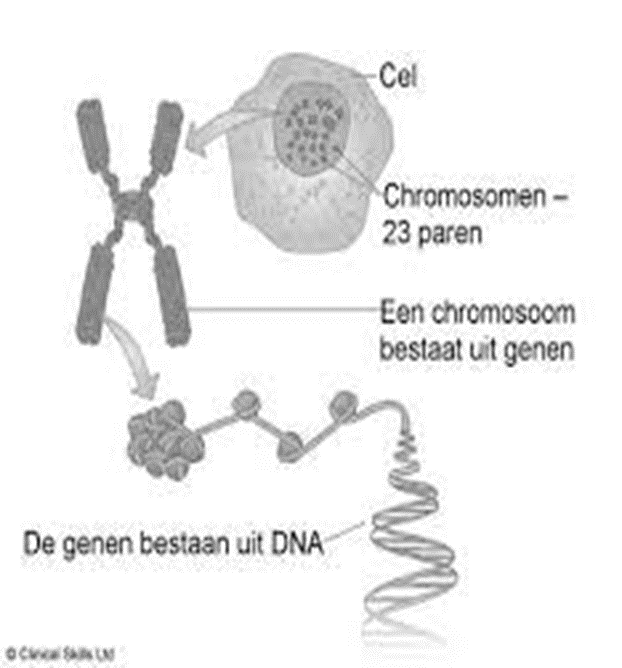 Cel
Chromosomen –
23 paren
Een chromosoom
bestaat uit genen
De genen bestaan uit DNA
© Clinical Skills Ltd